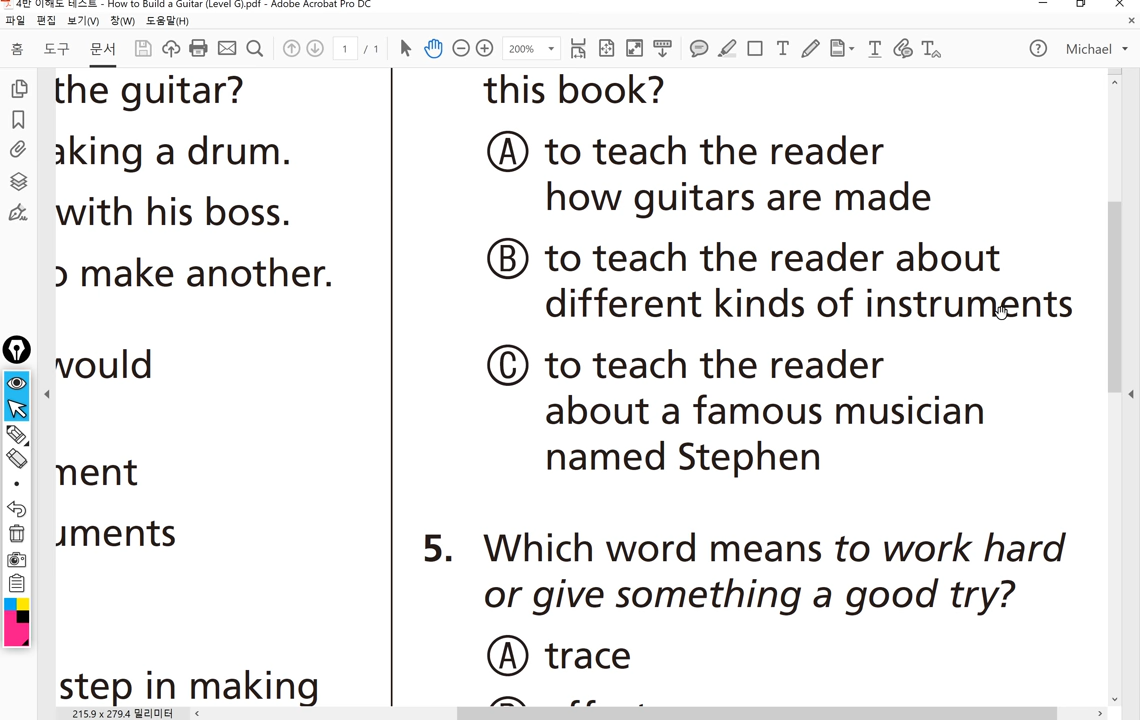 4만 이해도 테스트 - How to Build a Guitar (Level G).pdf - Adobe Acrobat Pro DC
파일 편집 보기(V) 창(W) 도움말(H)
홈 도구 문서 1 / 1 200% Michael
the guitar?
aking a drum.
with his boss.
o make another.
would
ment
uments
step in making
this book?
Ⓐ to teach the reader
how guitars are made
Ⓑ to teach the reader about
different kinds of instruments
Ⓒ to teach the reader
about a famous musician
named Stephen
5. Which word means to work hard
or give something a good try?
Ⓐ trace
215.9 x 279.4 밀리미터